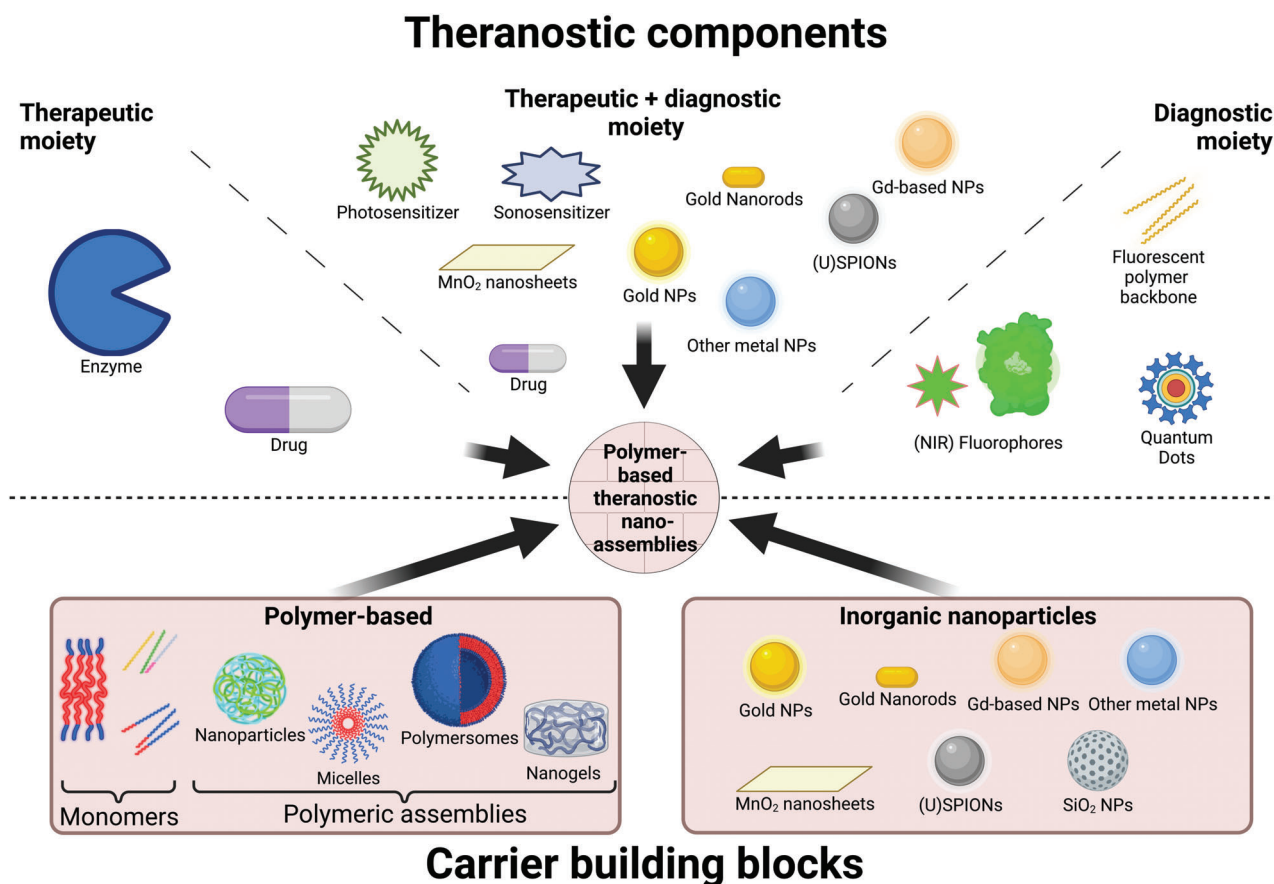 Theranostic components
Therapeutic
moiety
Therapeutic + diagnostic
moiety
Diagnostic
moiety
Photosensitizer
Sonosensitizer
Gold Nanorods
Gd-based NPs
MnO₂ nanosheets
Gold NPs
(U)SPIONs
Other metal NPs
Fluorescent
polymer
backbone
Enzyme
Drug
Drug
(NIR) Fluorophores
Quantum
Dots
Polymer-
based
theranostic
nano-
assemblies
Polymer-based
Nanoparticles
Micelles
Polymersomes
Nanogels
Monomers
Polymeric assemblies
Inorganic nanoparticles
Gold NPs
Gold Nanorods
Gd-based NPs
Other metal NPs
MnO₂ nanosheets
(U)SPIONs
SiO₂ NPs
Carrier building blocks